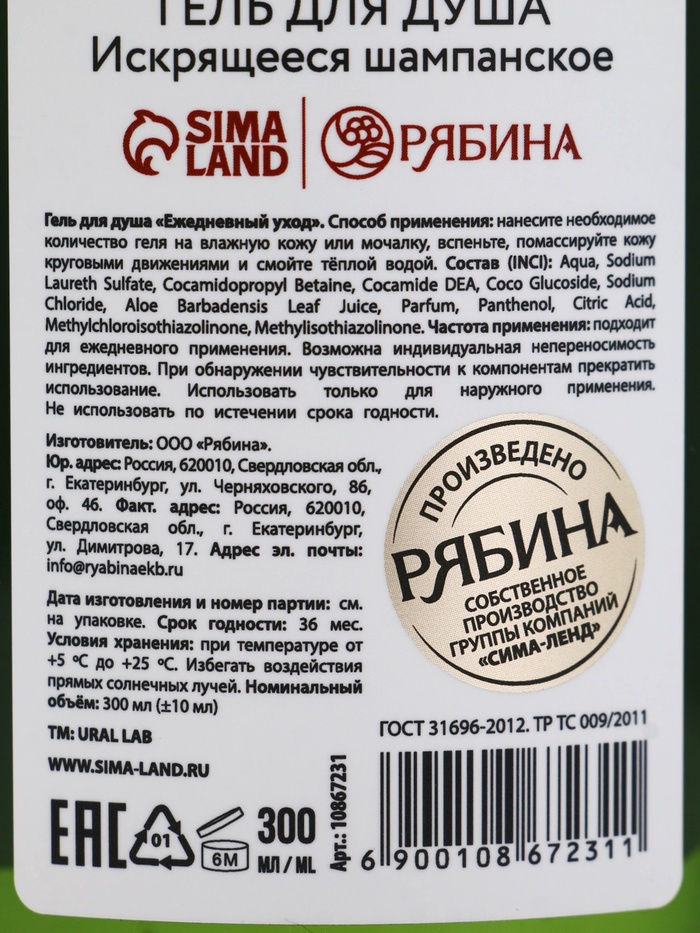 ГЕЛЬ ДЛЯ ДУША
Искрящееся шампанское
SIMA
LAND
РЯБИНА
Гель для душа «Ежедневный уход». Способ применения: нанесите необходимое
количество геля на влажную кожу или мочалку, вспеньте, помассируйте кожу
круговыми движениями и смойте тёплой водой. Состав (INCI): Aqua, Sodium
Laureth Sulfate, Cocamidopropyl Betaine, Cocamide DEA, Coco Glucoside, Sodium
Chloride, Aloe Barbadensis Leaf Juice, Parfum, Panthenol, Citric Acid,
Methylchloroisothiazolinone, Methylisothiazolinone. Частота применения: подходит
для ежедневного применения. Возможна индивидуальная непереносимость
ингредиентов. При обнаружении чувствительности к компонентам прекратить
использование. Использовать только для наружного применения.
Не использовать по истечении срока годности.
Изготовитель: ООО «Рябина».
Юр. адрес: Россия, 620010, Свердловская обл.,
г. Екатеринбург, ул. Черняховского, 86,
оф. 46. Факт. адрес: Россия, 620010,
Свердловская обл., г. Екатеринбург,
ул. Димитрова, 17. Адрес эл. почты:
info@ryabinaekb.ru
ПРОИЗВЕДЕНО
РЯБИНА
СОБСТВЕННОЕ
ПРОИЗВОДСТВО
ГРУППЫ КОМПАНИЙ
«СИМА-ЛЕНД»
Дата изготовления и номер партии: см.
на упаковке. Срок годности: 36 мес.
Условия хранения: при температуре от
+5 ºС до +25 ºС. Избегать воздействия
прямых солнечных лучей. Номинальный
объём: 300 мл (±10 мл)
ТМ: URAL LAB
WWW.SIMA-LAND.RU
ГОСТ 31696-2012. ТР ТС 009/2011
EAC
01
6M
300
МЛ / ML
Арт.: 10867231
6 900108 672311